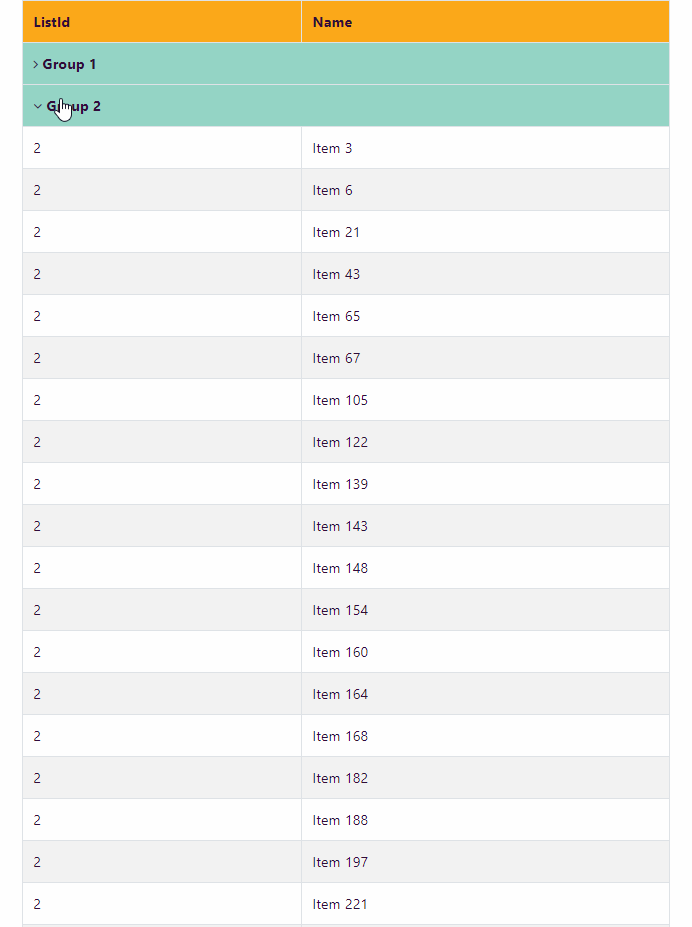 ListId Name
Group 1
Group 2
2 Item 3
2 Item 6
2 Item 21
2 Item 43
2 Item 65
2 Item 67
2 Item 105
2 Item 122
2 Item 139
2 Item 143
2 Item 148
2 Item 154
2 Item 160
2 Item 164
2 Item 168
2 Item 182
2 Item 188
2 Item 197
2 Item 221